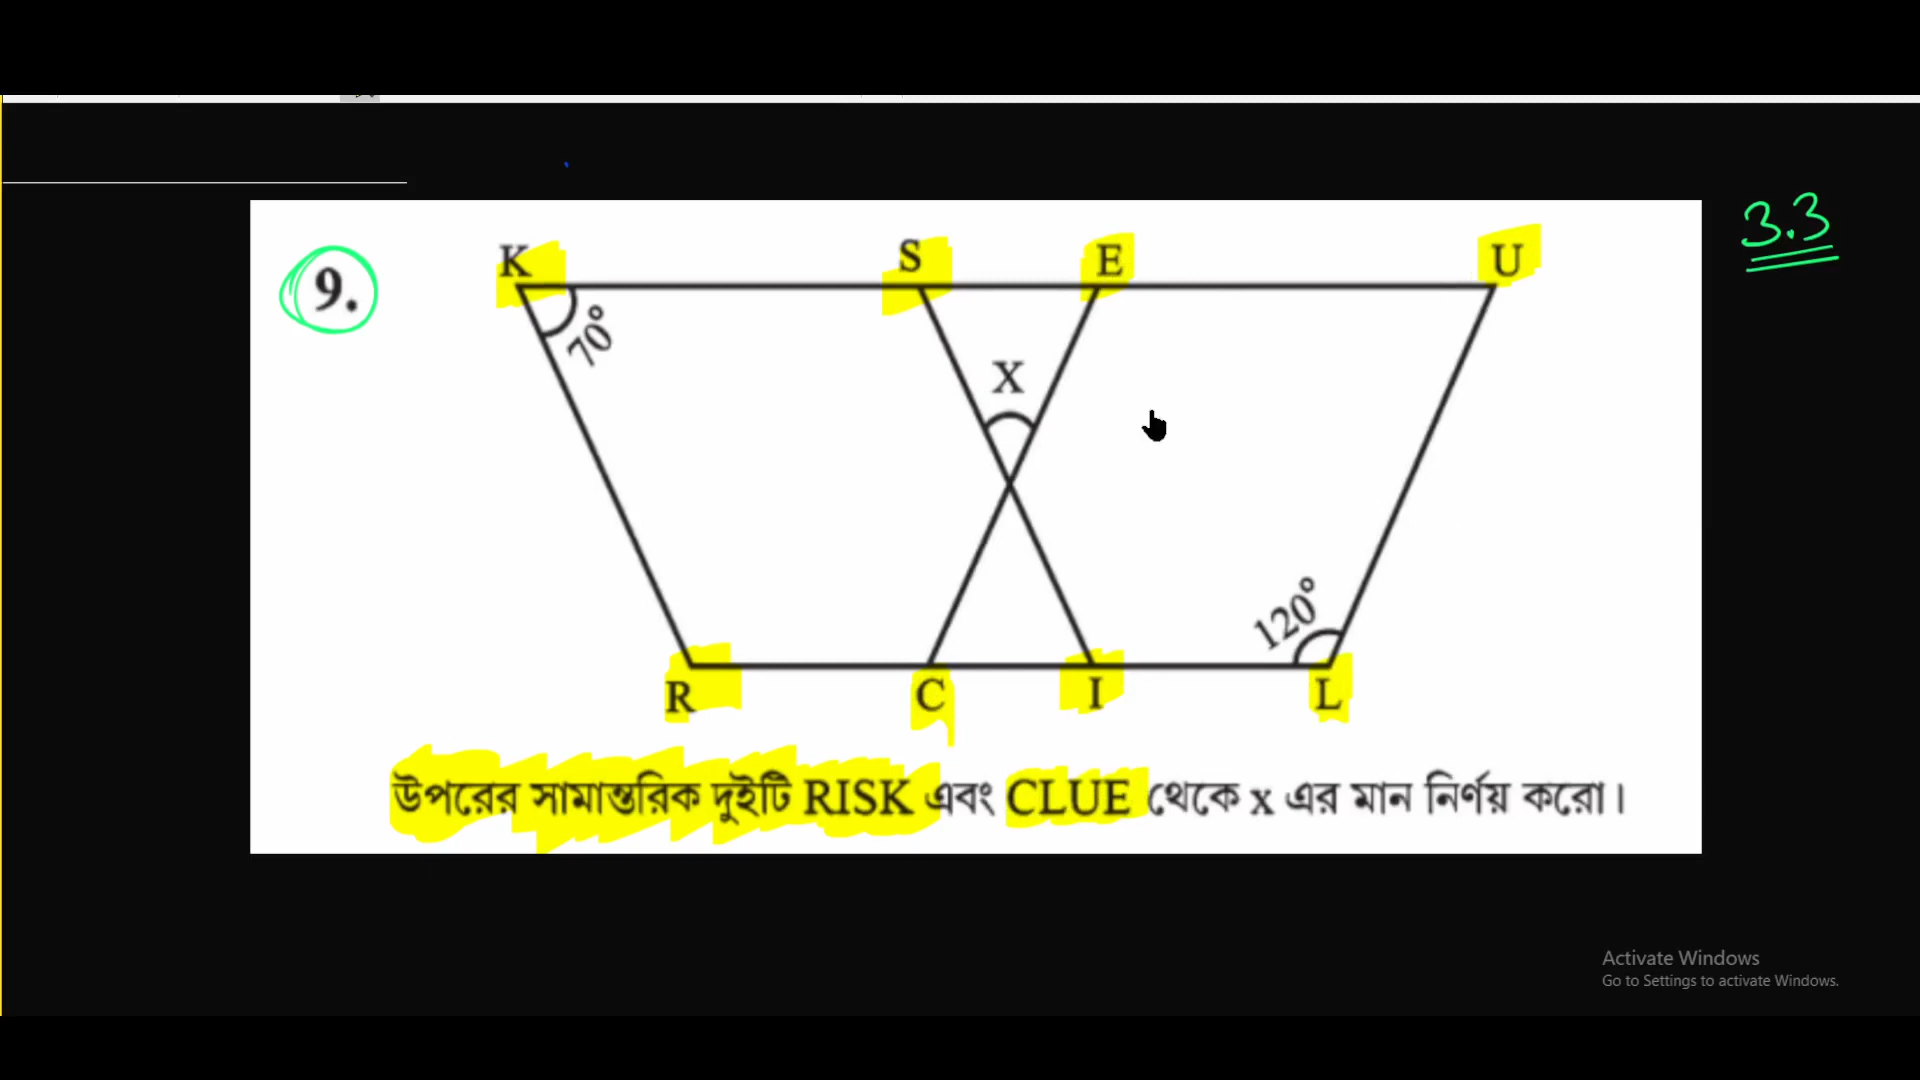 3.3
9.
K S E U
70°
X
120°
R C I L
উপরের সামান্তরিক দুইটি RISK এবং CLUE থেকে x এর মান নির্ণয় করো।
Activate Windows
Go to Settings to activate Windows.